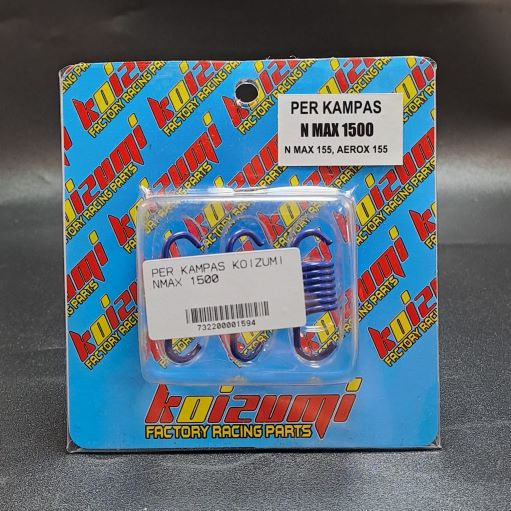 PER KAMPAS
N MAX 1500
N MAX 155, AEROX 155
PER KAMPAS KOIZUMI
NMAX 1500
732200001594
koizumi
FACTORY RACING PARTS